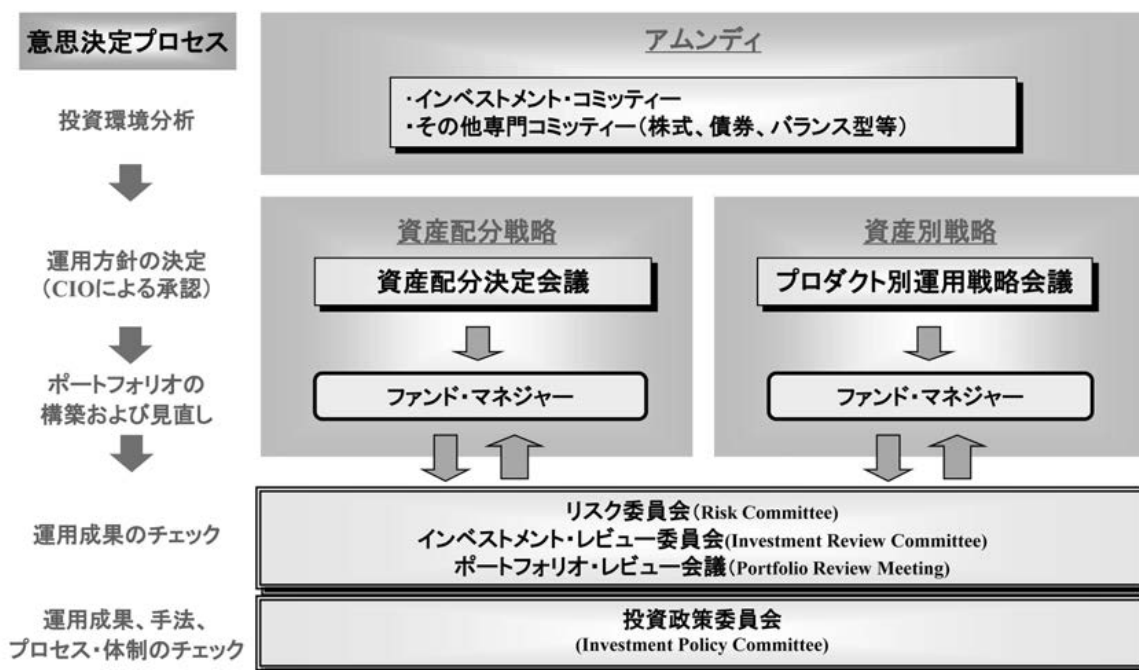 意思決定プロセス
アムンディ
投資環境分析
・インベストメント・コミッティー
・その他専門コミッティー(株式、債券、バランス型等)
資産配分戦略
資産別戦略
運用方針の決定
(CIOによる承認)
資産配分決定会議
プロダクト別運用戦略会議
ポートフォリオの
構築および見直し
ファンド・マネジャー
ファンド・マネジャー
運用成果のチェック
リスク委員会(Risk Committee)
インベストメント・レビュー委員会(Investment Review Committee)
ポートフォリオ・レビュー会議(Portfolio Review Meeting)
運用成果、手法、
プロセス・体制のチェック
投資政策委員会
(Investment Policy Committee)